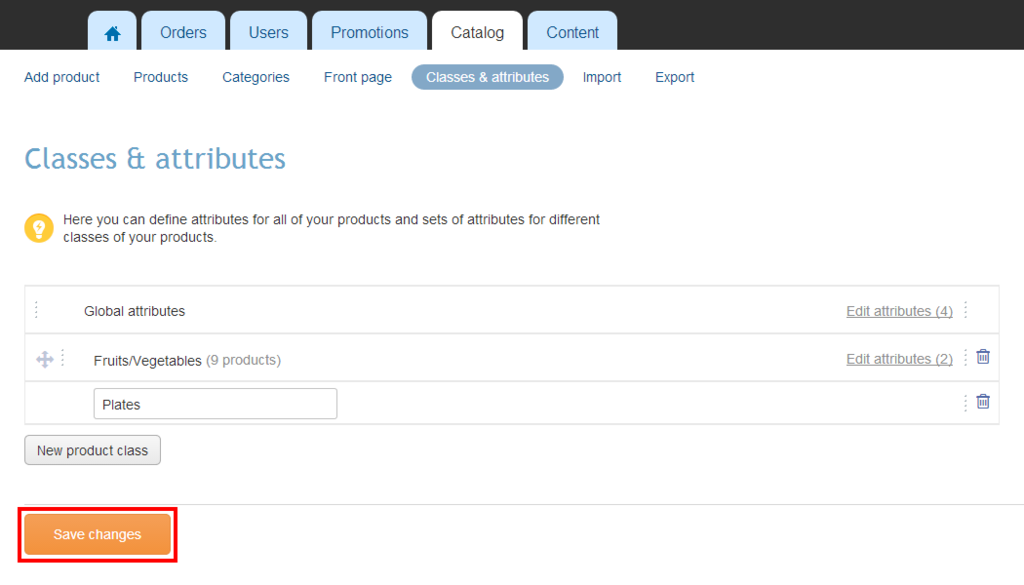 Orders Users Promotions Catalog Content
Add product Products Categories Front page Classes & attributes Import Export
Classes & attributes
Here you can define attributes for all of your products and sets of attributes for different
classes of your products.
Global attributes Edit attributes (4)
Fruits/Vegetables (9 products) Edit attributes (2)
Plates
New product class
Save changes